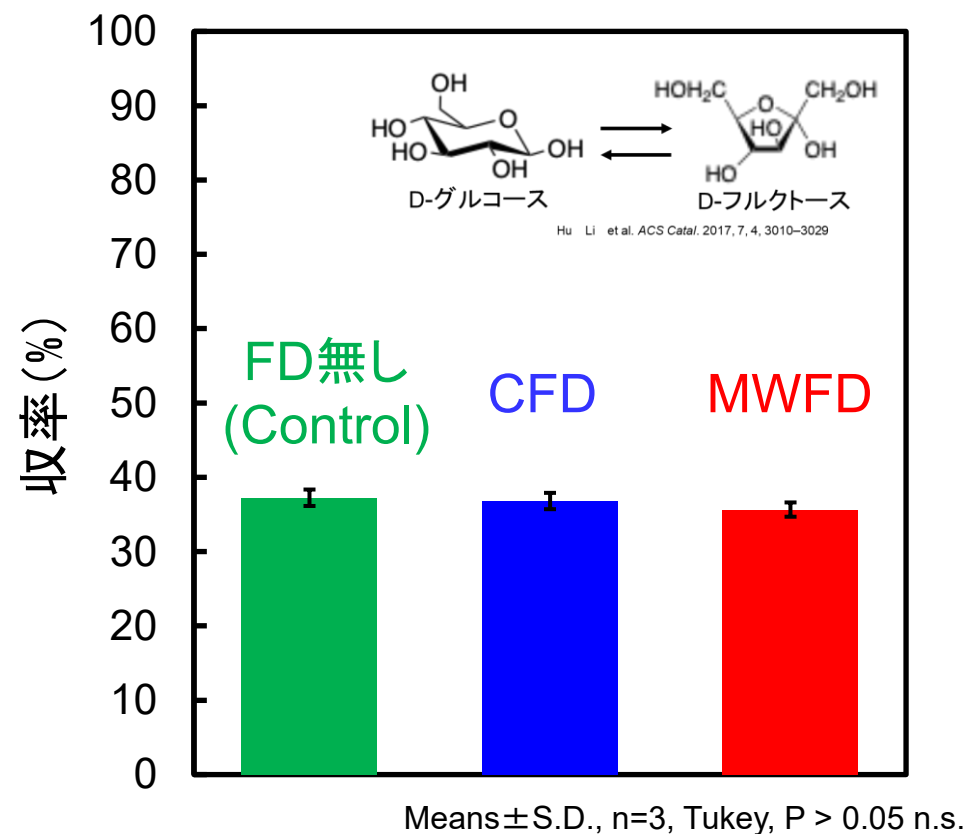 100
90
80
70
60
50
40
30
20
10
0
収率(%)
OH
HO
HO
O
OH
OH
HOH₂C
O
CH₂OH
HO
OH
HO
D-グルコース
D-フルクトース
Hu Li et al. ACS Catal. 2017, 7, 4, 3010–3029
FD無し
(Control)
CFD
MWFD
Means±S.D., n=3, Tukey, P > 0.05 n.s.